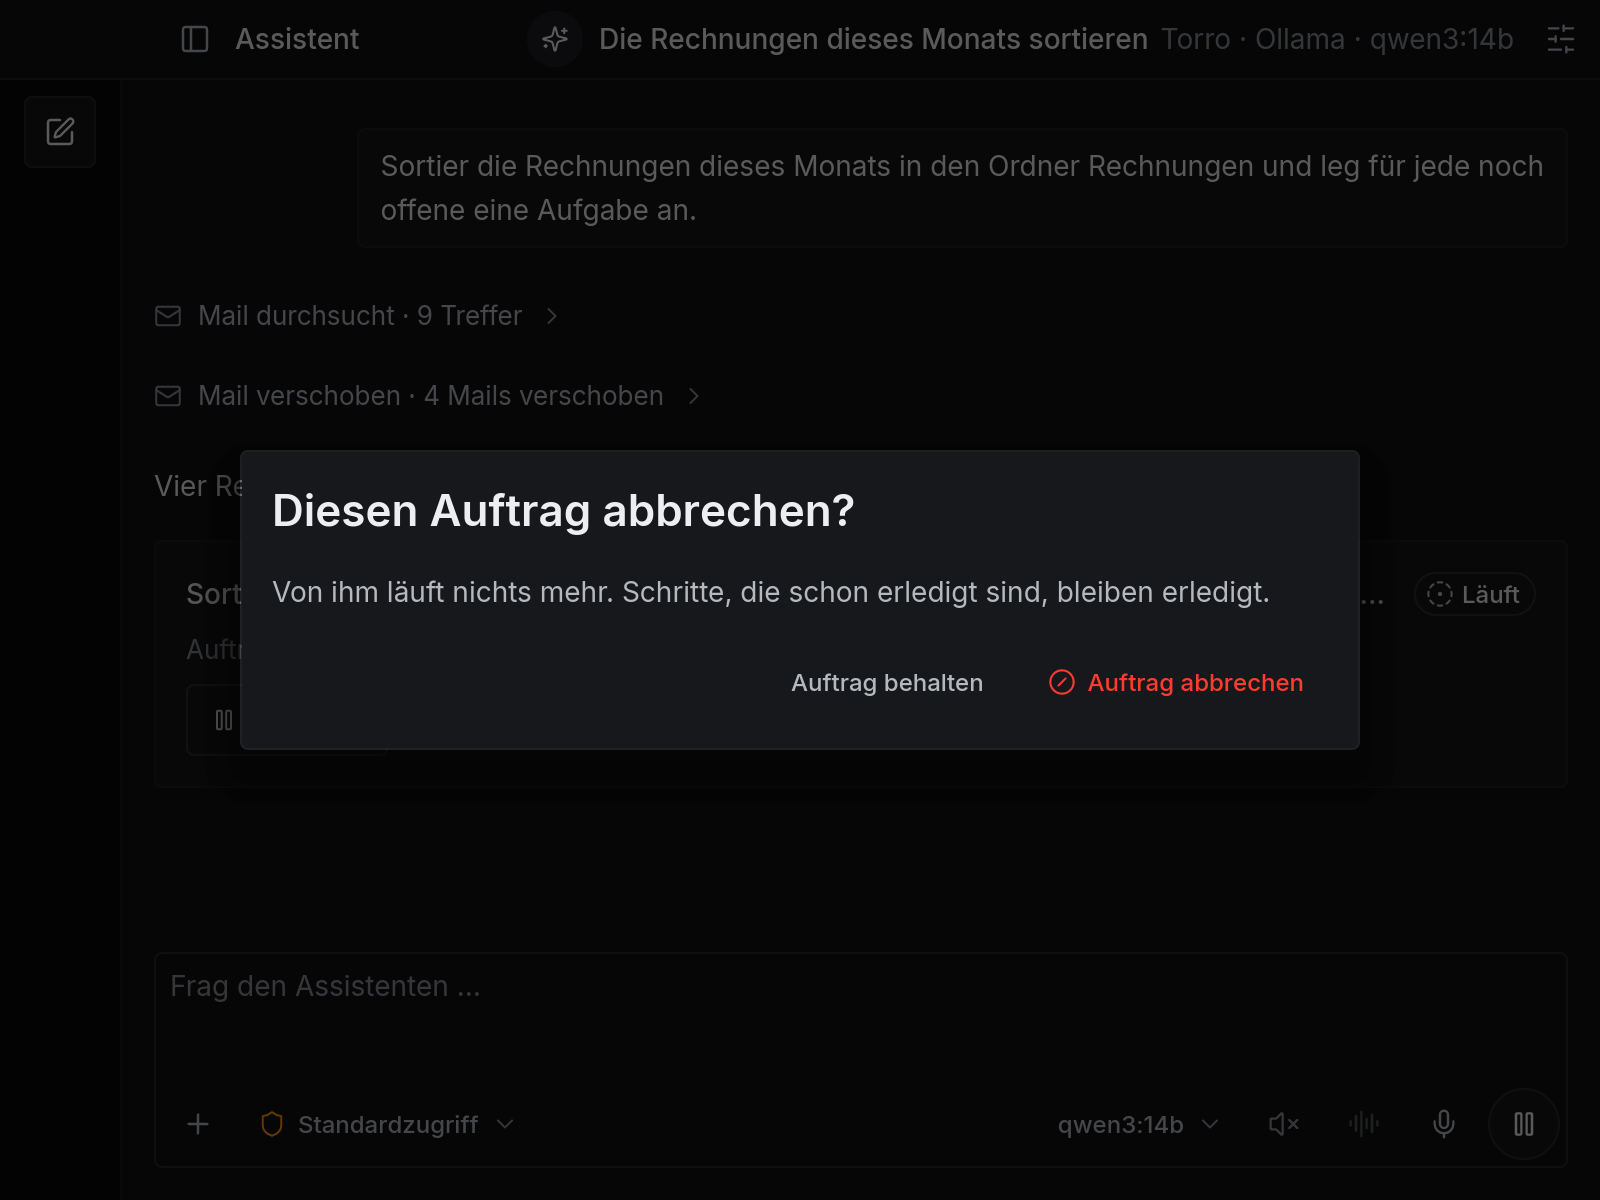 Assistent
Die Rechnungen dieses Monats sortieren Torro · Ollama · qwen3:14b
Sortier die Rechnungen dieses Monats in den Ordner Rechnungen und leg für jede noch
offene eine Aufgabe an.
Mail durchsucht · 9 Treffer
Mail verschoben · 4 Mails verschoben
Vier
Diesen Auftrag abbrechen?
Von ihm läuft nichts mehr. Schritte, die schon erledigt sind, bleiben erledigt.
Auftrag behalten
Auftrag abbrechen
… Läuft
Frag den Assistenten …
Standardzugriff
qwen3:14b